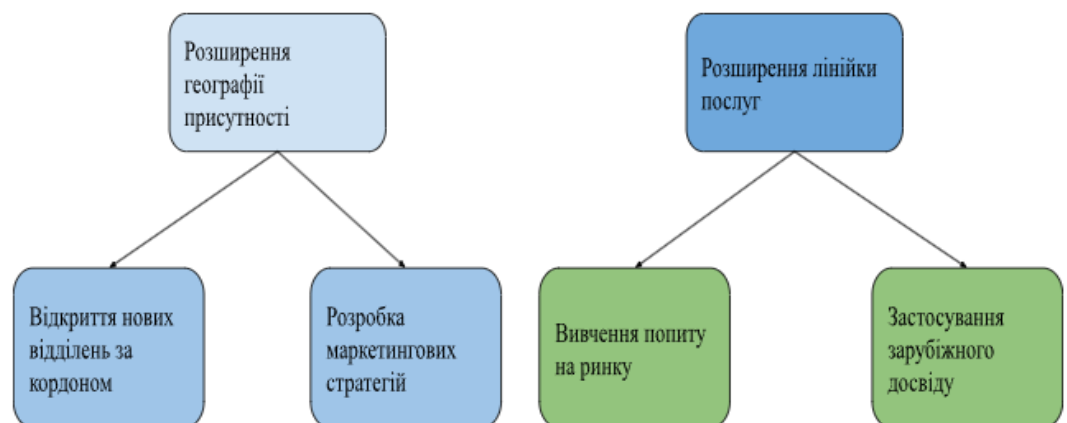 Розширення
географії
присутності
Розширення лінійки
послуг
Відкриття нових
відділень за
кордоном
Розробка
маркетингових
стратегій
Вивчення попиту
на ринку
Застосування
зарубіжного
досвіду